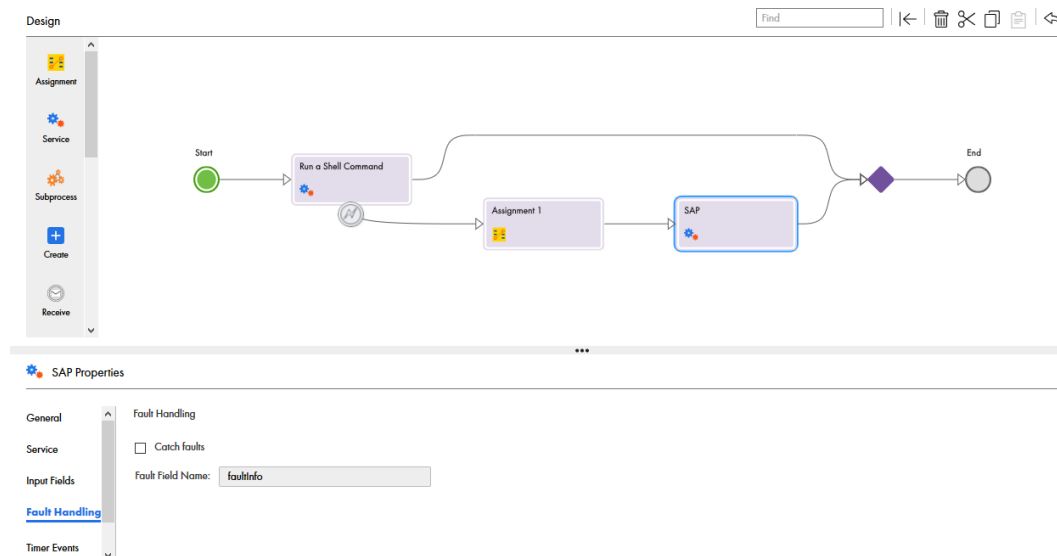 Design
Find
Assignment
Service
Subprocess
Create
Receive
Start
Run a Shell Command
Assignment 1
SAP
End
SAP Properties
General
Service
Input Fields
Fault Handling
Timer Events
Fault Handling
Catch faults
Fault Field Name: faultInfo